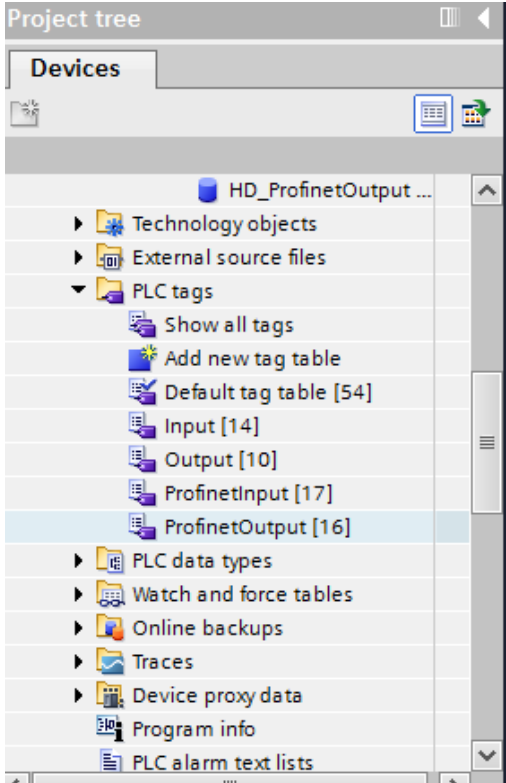 Project tree
Devices
HD_ProfinetOutput ...
Technology objects
External source files
PLC tags
Show all tags
Add new tag table
Default tag table [54]
Input [14]
Output [10]
ProfinetInput [17]
ProfinetOutput [16]
PLC data types
Watch and force tables
Online backups
Traces
Device proxy data
Program info
PLC alarm text lists